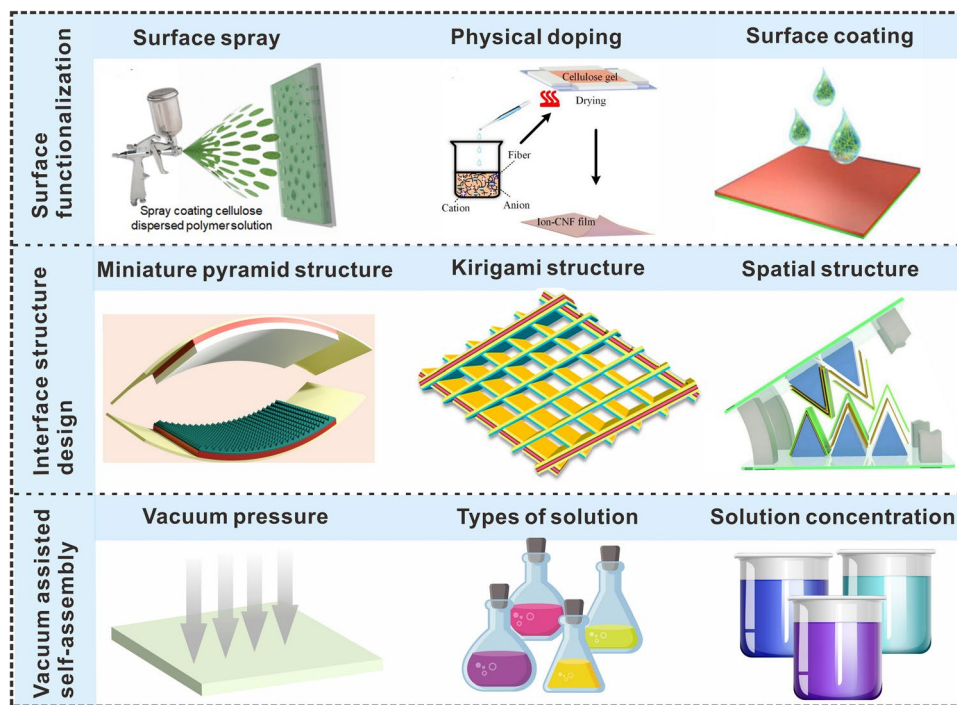 Surface
functionalization
Surface spray
Physical doping
Surface coating
Spray coating cellulose
dispersed polymer solution
Cellulose gel
Drying
Fiber
Cation
Anion
Ion-CNF film
Interface structure
design
Miniature pyramid structure
Kirigami structure
Spatial structure
Vacuum assisted
self-assembly
Vacuum pressure
Types of solution
Solution concentration